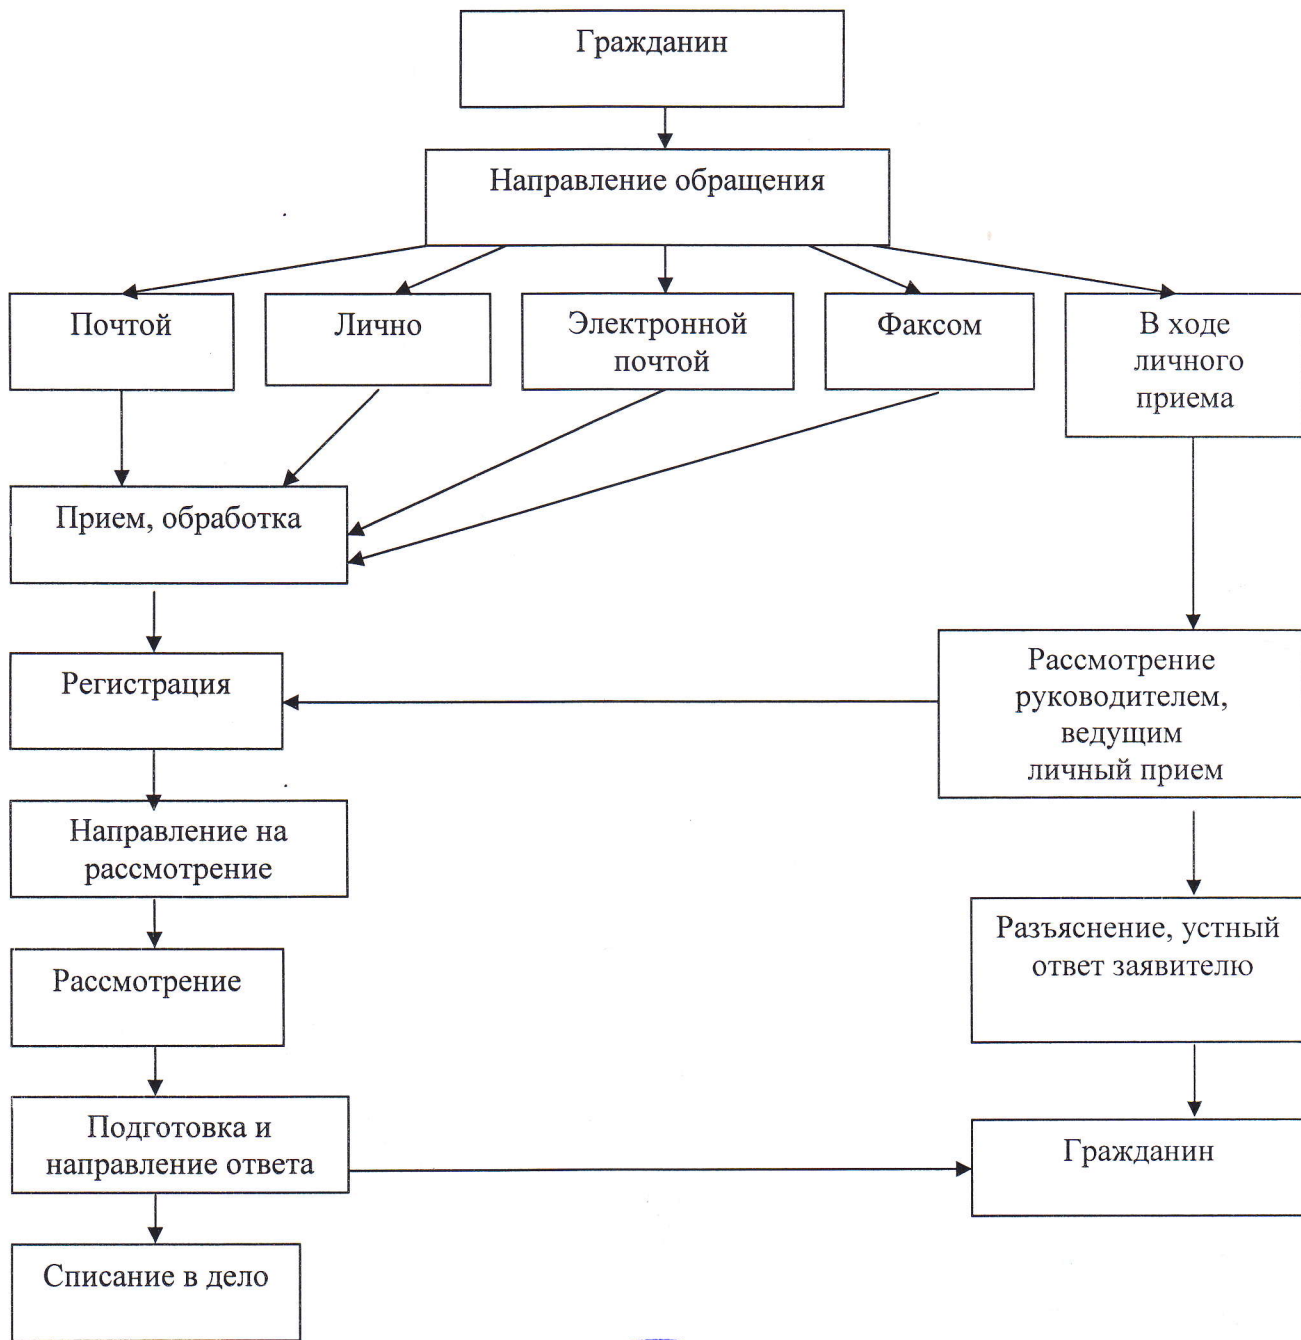 Гражданин
Направление обращения
Почтой
Лично
Электронной
почтой
Факсом
В ходе
личного
приема
Прием, обработка
Регистрация
Рассмотрение
руководителем,
ведущим
личный прием
Направление на
рассмотрение
Разъяснение, устный
ответ заявителю
Рассмотрение
Подготовка и
направление ответа
Гражданин
Списание в дело